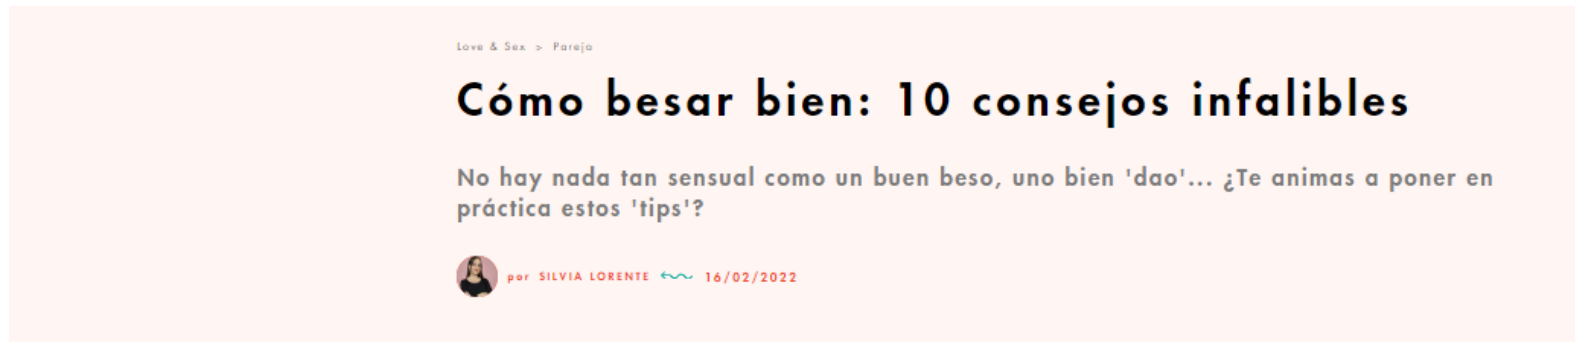 Love & Sex > Pareja
Cómo besar bien: 10 consejos infalibles
No hay nada tan sensual como un buen beso, uno bien 'dao'... ¿Te animas a poner en
práctica estos 'tips'?
por SILVIA LORENTE 16/02/2022